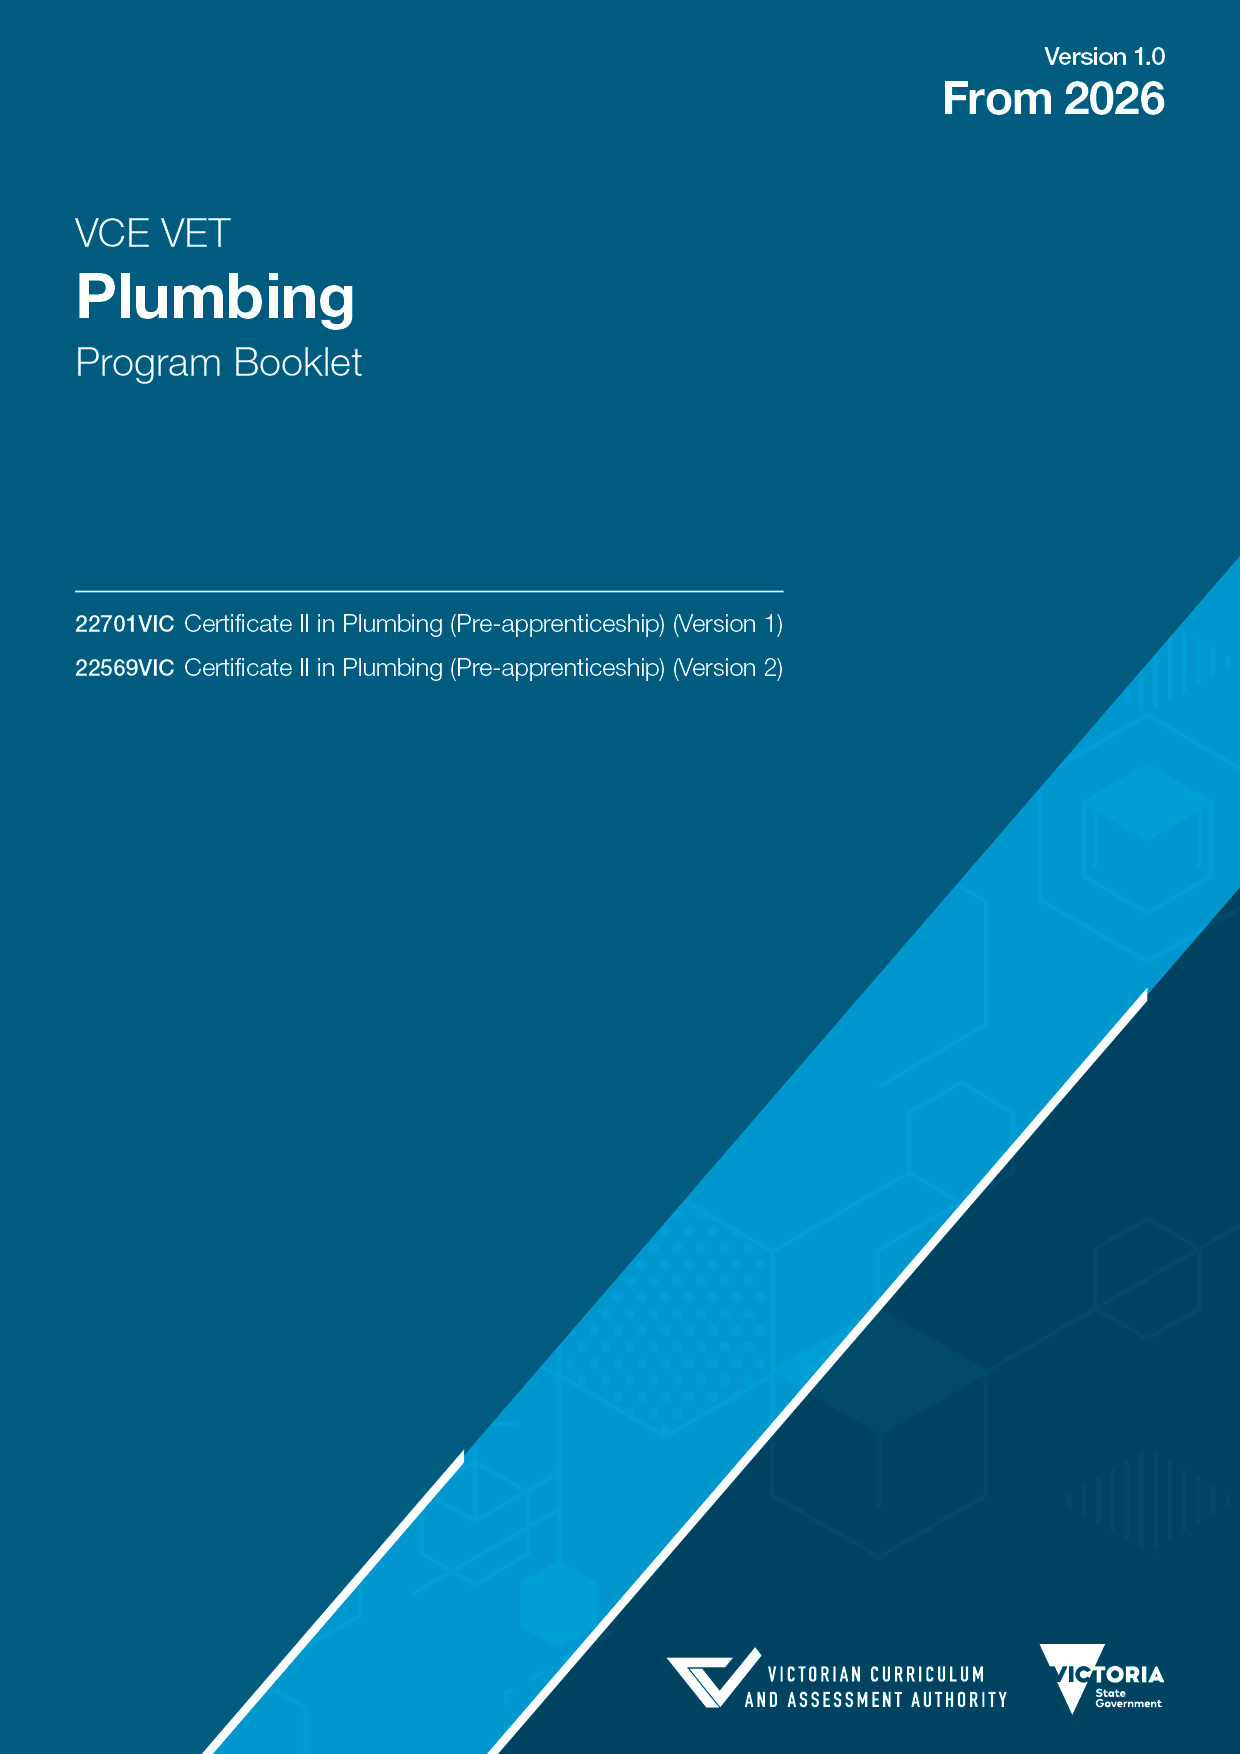 Version 1.0
From 2026
VCE VET
Plumbing
Program Booklet
22701VIC Certificate II in Plumbing (Pre-apprenticeship) (Version 1)
22569VIC Certificate II in Plumbing (Pre-apprenticeship) (Version 2)
VICTORIAN CURRICULUM
AND ASSESSMENT AUTHORITY
VICTORIA
State
Government